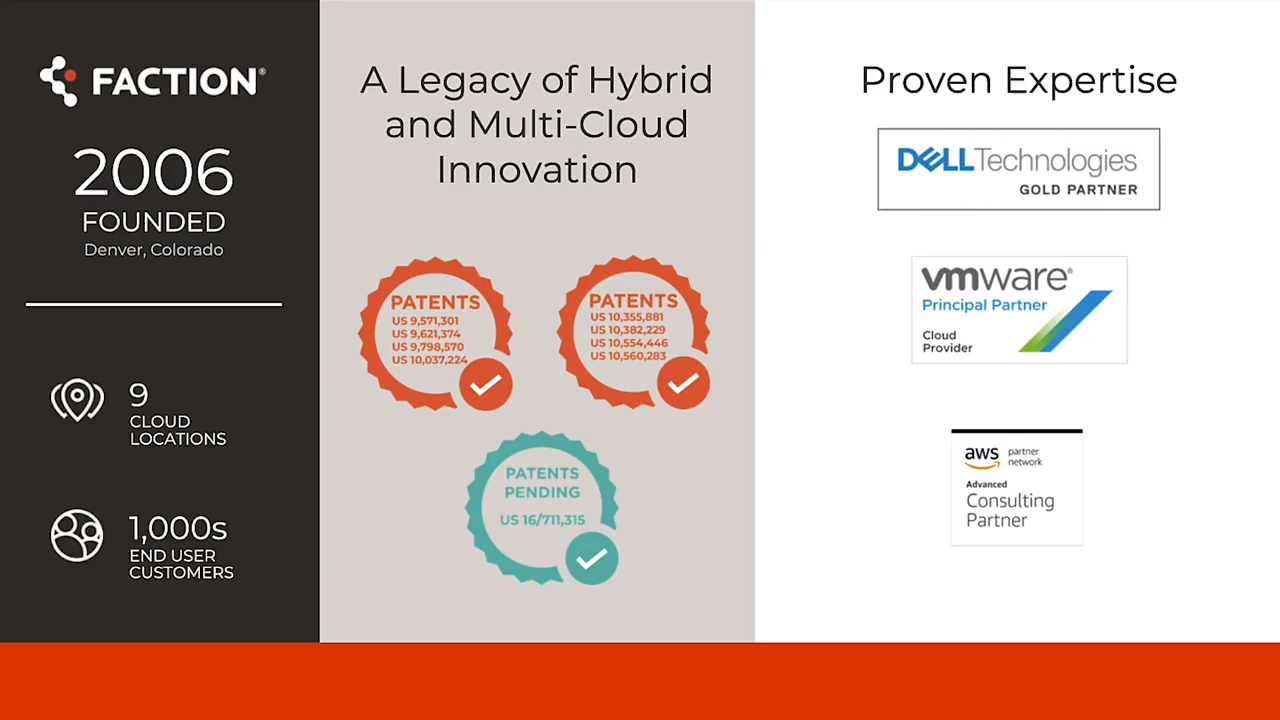 FACTION®
2006
FOUNDED
Denver, Colorado
9
CLOUD
LOCATIONS
1,000s
END USER
CUSTOMERS
A Legacy of Hybrid
and Multi-Cloud
Innovation
PATENTS
US 9,571,301
US 9,621,374
US 9,798,570
US 10,037,224
PATENTS
US 10,355,881
US 10,382,229
US 10,554,446
US 10,560,283
PATENTS
PENDING
US 16/711,315
Proven Expertise
DELL Technologies
GOLD PARTNER
vmware®
Principal Partner
Cloud
Provider
aws partner
network
Advanced
Consulting
Partner